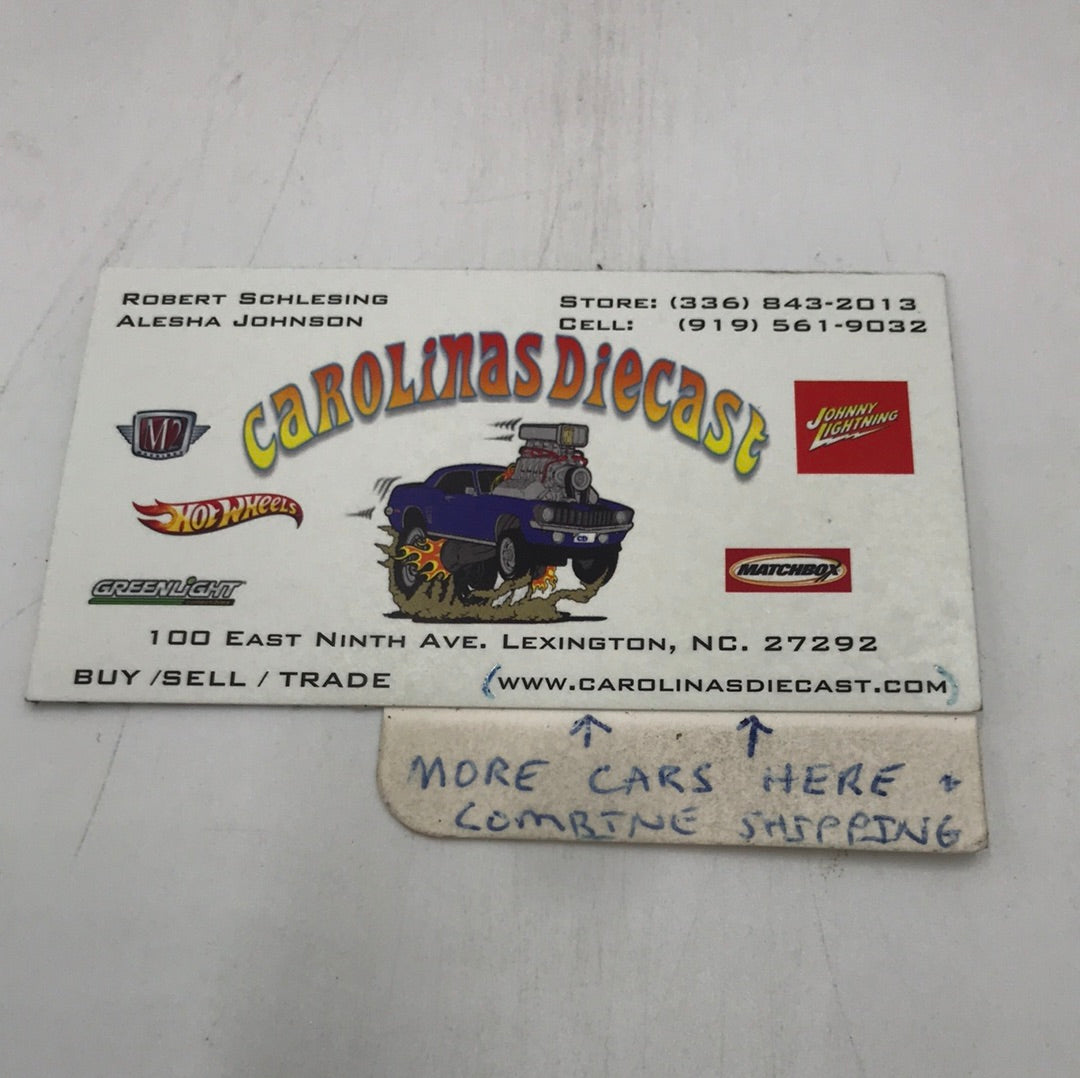 ROBERT SCHLESING
ALESHA JOHNSON
STORE: (336) 843-2013
CELL: (919) 561-9032
CAROLINAS DIECAST
M2
JOHNNY LIGHTNING
HOT WHEELS
MATCHBOX
GREENLIGHT
100 EAST NINTH AVE. LEXINGTON, NC. 27292
BUY /SELL / TRADE
(WWW.CAROLINASDIECAST.COM)
↑ ↑
MORE CARS HERE +
COMBINE SHIPPING